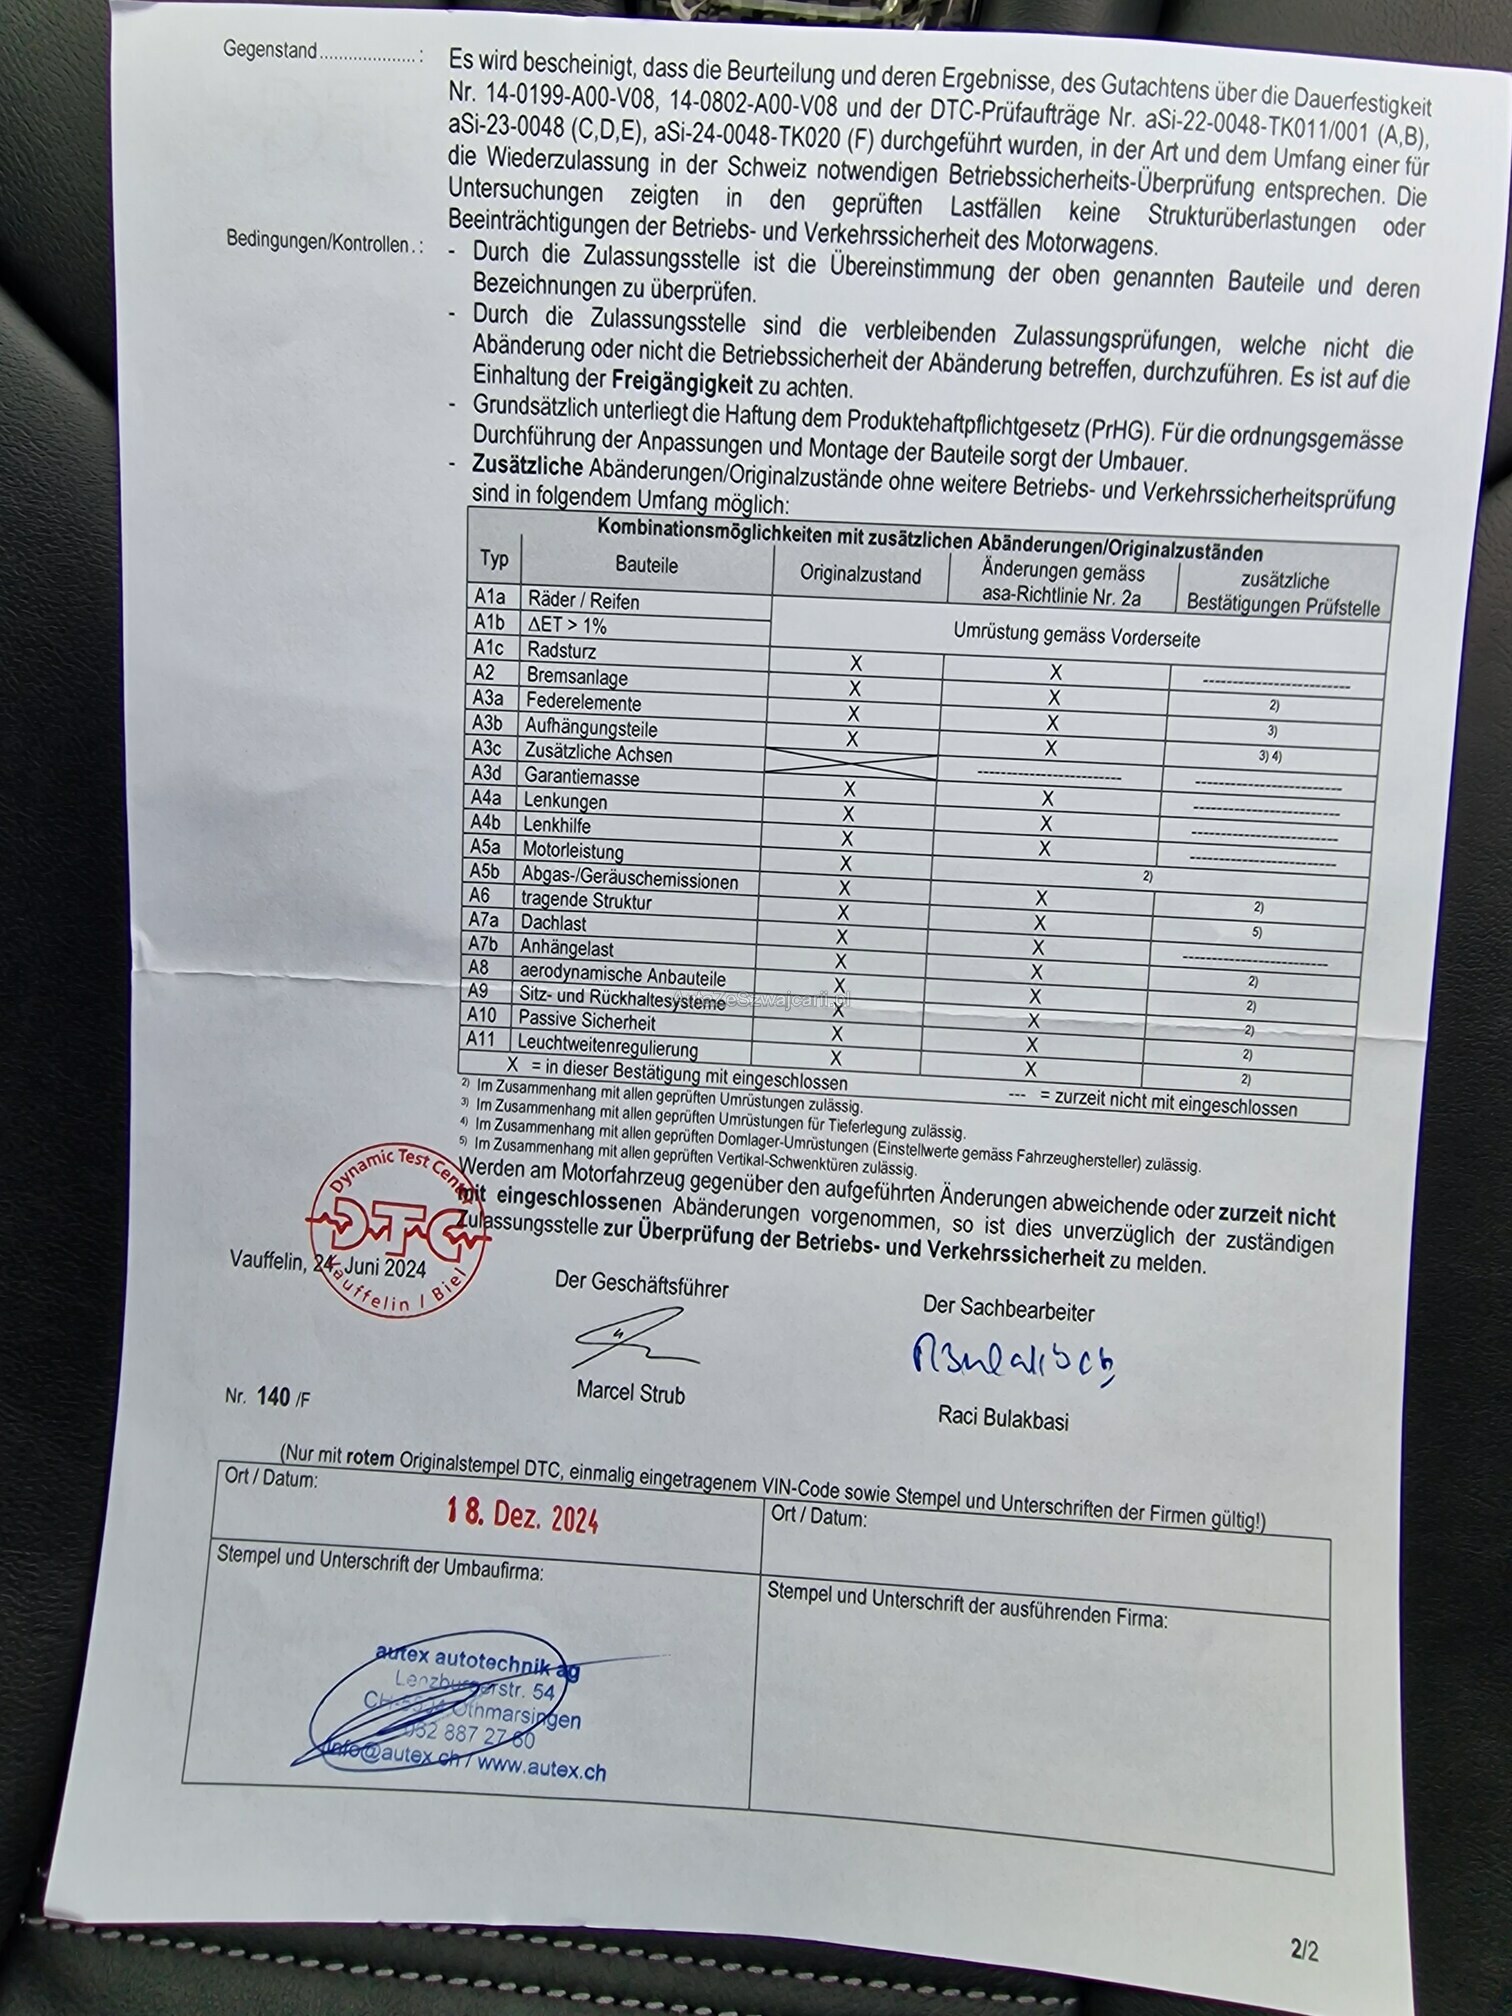 Gegenstand.....................: Es wird bescheinigt, dass die Beurteilung und deren Ergebnisse, des Gutachtens über die Dauerfestigkeit
Nr. 14-0199-A00-V08, 14-0802-A00-V08 und der DTC-Prüfaufträge Nr. aSi-22-0048-TK011/001 (A,B),
aSi-23-0048 (C,D,E), aSi-24-0048-TK020 (F) durchgeführt wurden, in der Art und dem Umfang einer für
die Wiederzulassung in der Schweiz notwendigen Betriebssicherheits-Überprüfung entsprechen. Die
Untersuchungen zeigten in den geprüften Lastfällen keine Strukturüberlastungen oder
Beeinträchtigungen der Betriebs- und Verkehrssicherheit des Motorwagens.
Bedingungen/Kontrollen.: - Durch die Zulassungsstelle ist die Übereinstimmung der oben genannten Bauteile und deren
Bezeichnungen zu überprüfen.
- Durch die Zulassungsstelle sind die verbleibenden Zulassungsprüfungen, welche nicht die
Abänderung oder nicht die Betriebssicherheit der Abänderung betreffen, durchzuführen. Es ist auf die
Einhaltung der Freigängigkeit zu achten.
- Grundsätzlich unterliegt die Haftung dem Produktehaftpflichtgesetz (PrHG). Für die ordnungsgemässe
Durchführung der Anpassungen und Montage der Bauteile sorgt der Umbauer.
- Zusätzliche Abänderungen/Originalzustände ohne weitere Betriebs- und Verkehrssicherheitsprüfung
sind in folgendem Umfang möglich:
Kombinationsmöglichkeiten mit zusätzlichen Abänderungen/Originalzuständen
Typ Bauteile Originalzustand Änderungen gemäss asa-Richtlinie Nr. 2a zusätzliche Bestätigungen Prüfstelle
A1a Räder / Reifen Umrüstung gemäss Vorderseite
A1b ΔET > 1%
A1c Radsturz X X ---------------------------
A2 Bremsanlage X X 2)
A3a Federelemente X X 3)
A3b Aufhängungsteile X X 3) 4)
A3c Zusätzliche Achsen --------------------------- ---------------------------
A3d Garantiemasse X X ---------------------------
A4a Lenkungen X X ---------------------------
A4b Lenkhilfe X X ---------------------------
A5a Motorleistung X 2)
A5b Abgas-/Geräuschemissionen X X 2)
A6 tragende Struktur X X 5)
A7a Dachlast X X ---------------------------
A7b Anhängelast X X 2)
A8 aerodynamische Anbauteile X X 2)
A9 Sitz- und Rückhaltesysteme X X 2)
A10 Passive Sicherheit X X 2)
A11 Leuchtweitenregulierung X X 2)
X = in dieser Bestätigung mit eingeschlossen --- = zurzeit nicht mit eingeschlossen
2) Im Zusammenhang mit allen geprüften Umrüstungen zulässig.
3) Im Zusammenhang mit allen geprüften Umrüstungen für Tieferlegung zulässig.
4) Im Zusammenhang mit allen geprüften Domlager-Umrüstungen (Einstellwerte gemäss Fahrzeughersteller) zulässig.
5) Im Zusammenhang mit allen geprüften Vertikal-Schwenktüren zulässig.
Werden am Motorfahrzeug gegenüber den aufgeführten Änderungen abweichende oder zurzeit nicht
mit eingeschlossenen Abänderungen vorgenommen, so ist dies unverzüglich der zuständigen
Zulassungsstelle zur Überprüfung der Betriebs- und Verkehrssicherheit zu melden.
Dynamic Test Center
DTC
Vauffelin / Biel
Vauffelin, 24. Juni 2024
Der Geschäftsführer
Der Sachbearbeiter
Marcel Strub
Raci Bulakbasi
Nr. 140 /F
(Nur mit rotem Originalstempel DTC, einmalig eingetragenem VIN-Code sowie Stempel und Unterschriften der Firmen gültig!)
Ort / Datum:
18. Dez. 2024
Ort / Datum:
Stempel und Unterschrift der Umbaufirma:
Stempel und Unterschrift der ausführenden Firma:
autex autotechnik ag
Lenzburgerstr. 54
Othmarsingen
887 27 60
info@autex.ch / www.autex.ch
2/2